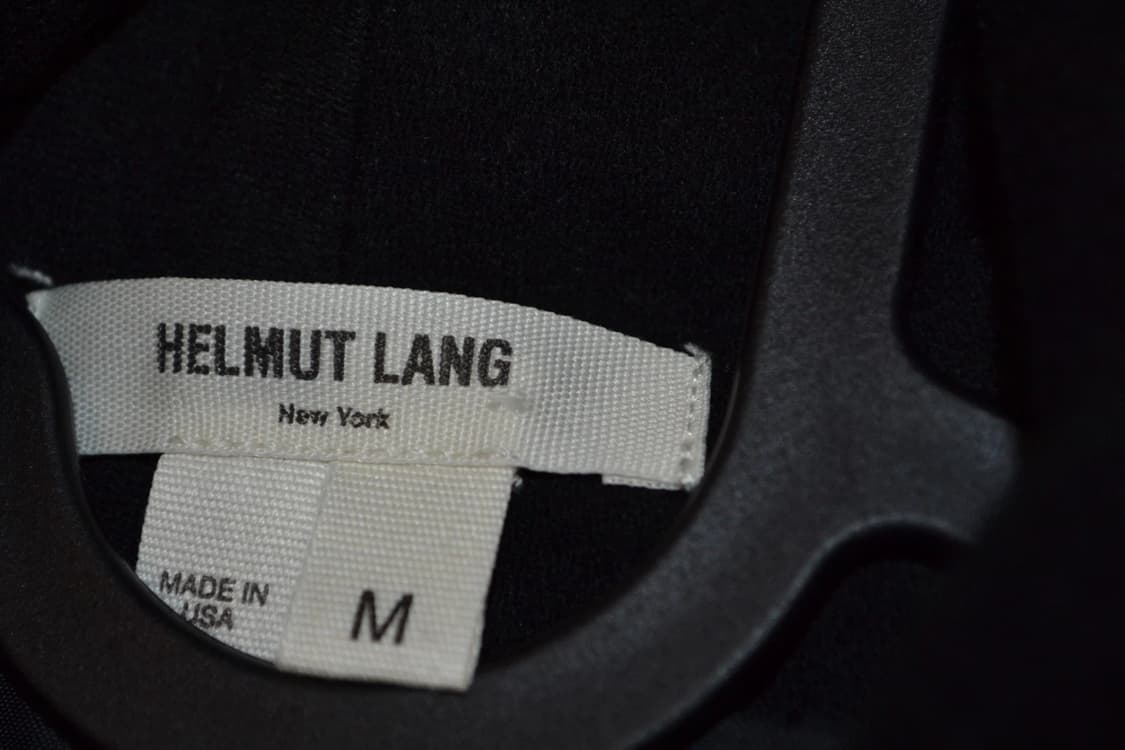 HELMUT LANG
New York
MADE IN
USA
M